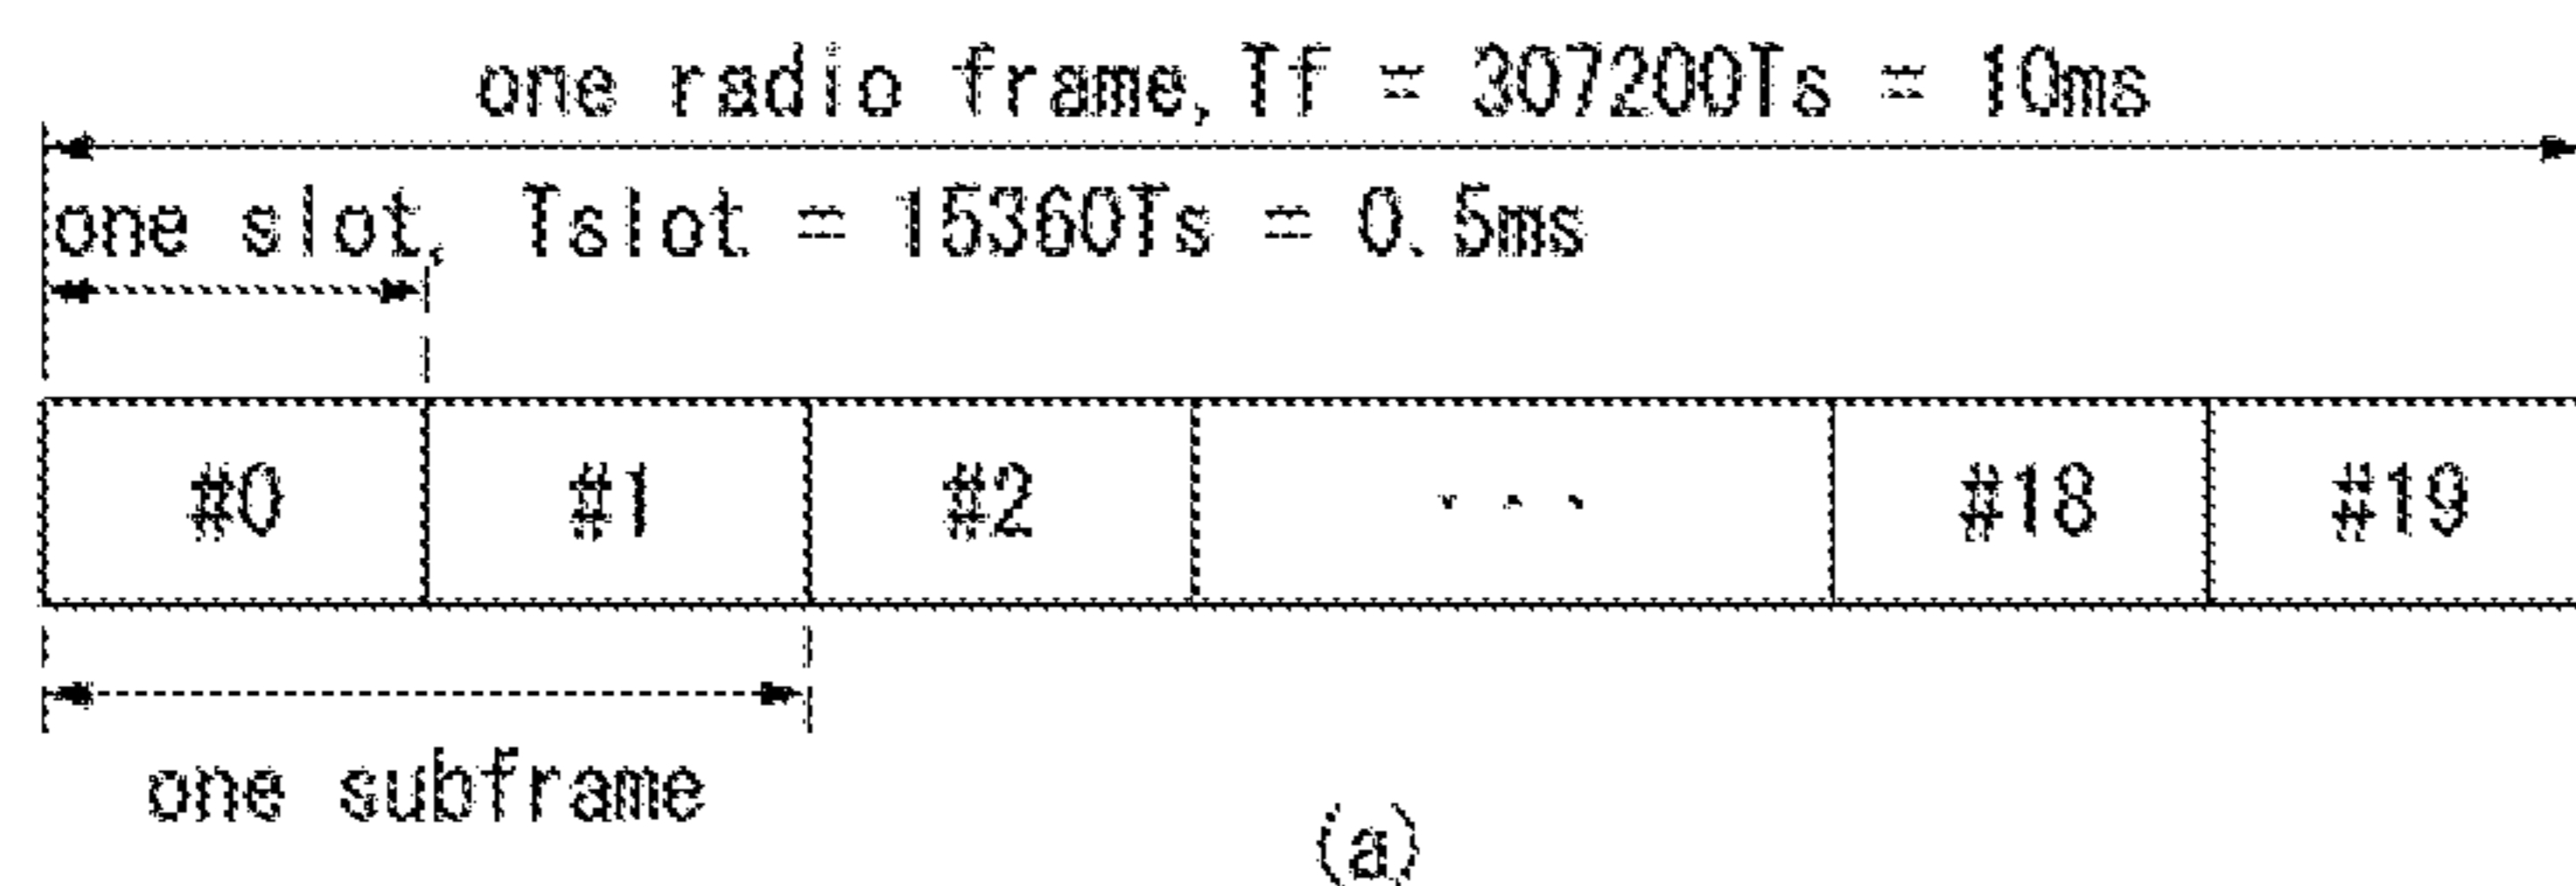 one radio frame, Tf = 307200Ts = 10ms
one slot, Tslot = 15360Ts = 0.5ms
#0 #1 #2 ... #18 #19
one subframe
(a)